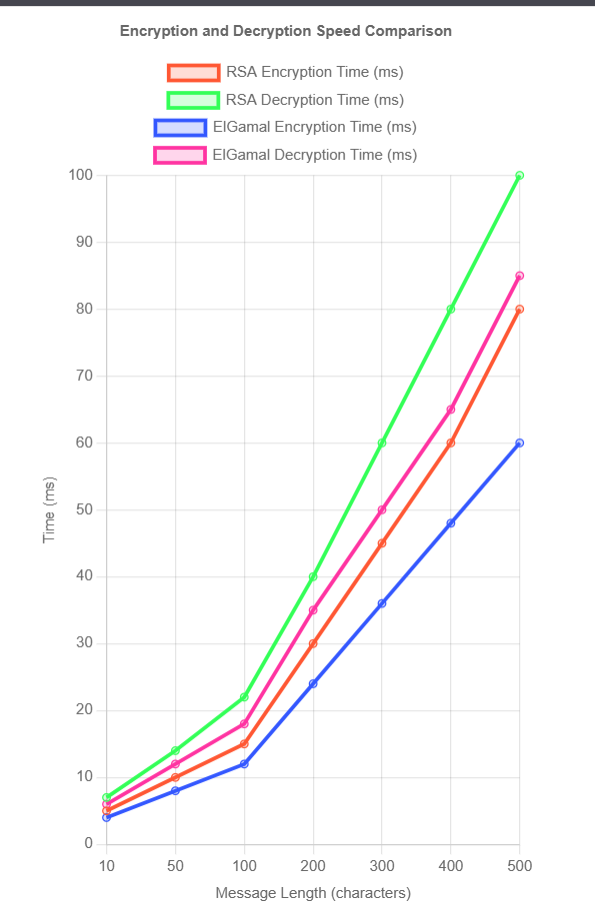 Encryption and Decryption Speed Comparison
RSA Encryption Time (ms)
RSA Decryption Time (ms)
ElGamal Encryption Time (ms)
ElGamal Decryption Time (ms)
100
90
80
70
60
50
40
30
20
10
0
Time (ms)
10 50 100 200 300 400 500
Message Length (characters)